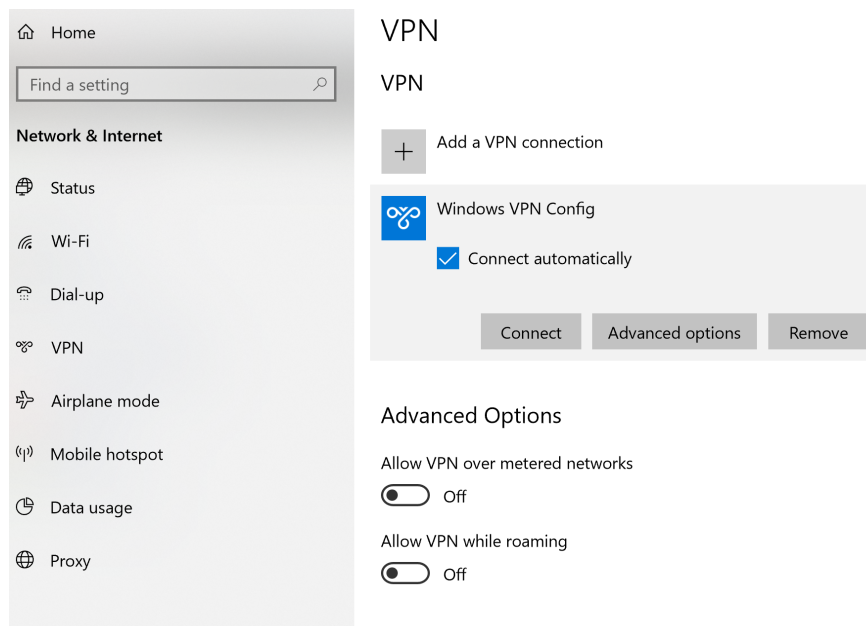 Home
Find a setting
Network & Internet
Status
Wi-Fi
Dial-up
VPN
Airplane mode
Mobile hotspot
Data usage
Proxy
VPN
VPN
Add a VPN connection
Windows VPN Config
Connect automatically
Connect
Advanced options
Remove
Advanced Options
Allow VPN over metered networks
Off
Allow VPN while roaming
Off